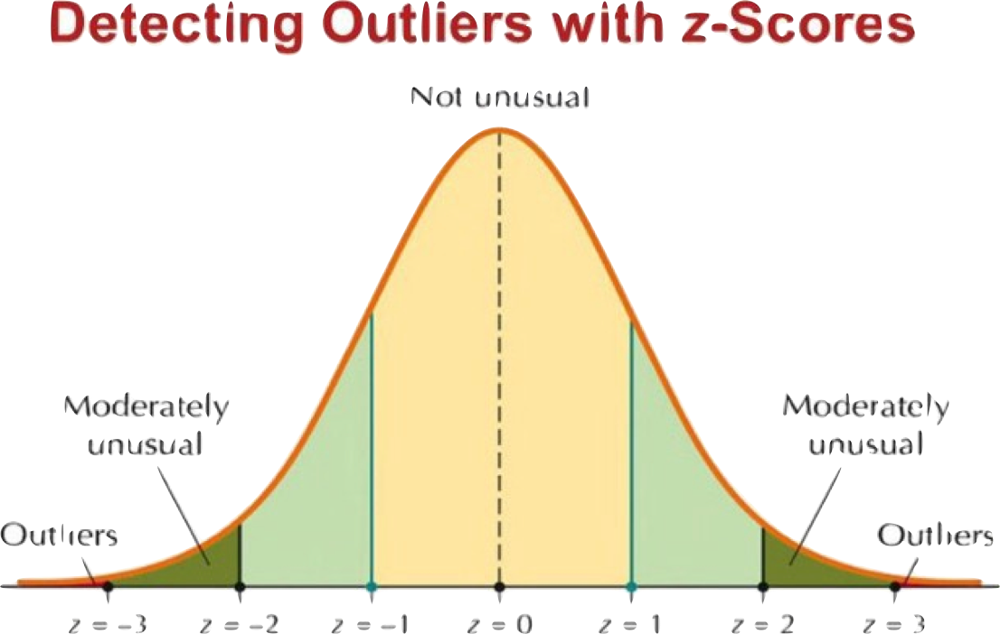 Detecting Outliers with z-Scores
Not unusual
Moderately
unusual
Moderately
unusual
Outliers
Outliers
z = −3
z = −2
z = −1
z = 0
z = 1
z = 2
z = 3